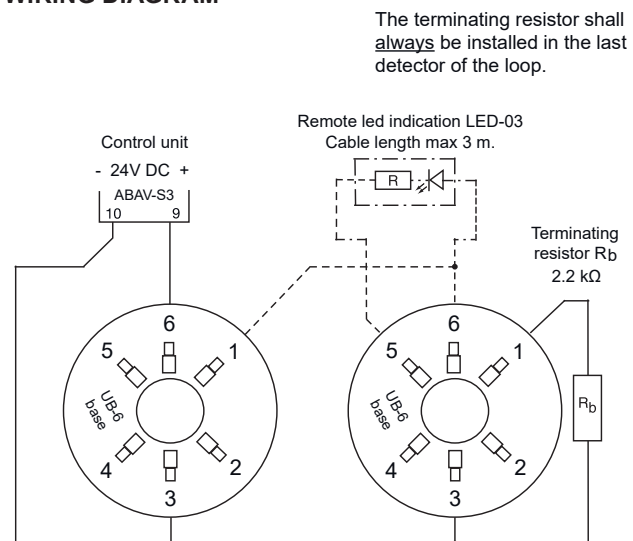 WIRING DIAGRAM
The terminating resistor shall
always be installed in the last
detector of the loop.
Remote led indication LED-03
Cable length max 3 m.
Control unit
- 24V DC +
ABAV-S3
10 9
R
Terminating
resistor Rb
2.2 kΩ
6
5 1
UB-6
base
4 2
3
6
5 1
UB-6
base
4 2
3
Rb